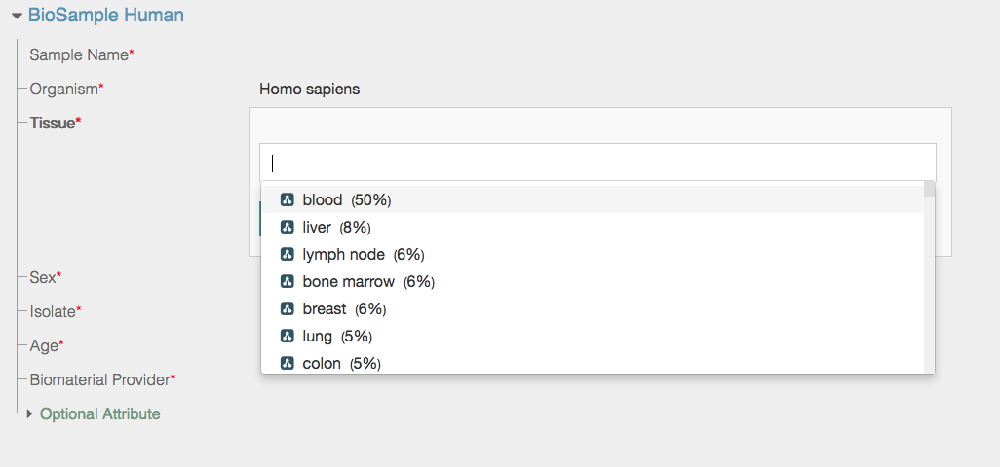 BioSample Human
Sample Name*
Organism* Homo sapiens
Tissue*
blood (50%)
liver (8%)
lymph node (6%)
bone marrow (6%)
breast (6%)
lung (5%)
colon (5%)
Sex*
Isolate*
Age*
Biomaterial Provider*
Optional Attribute